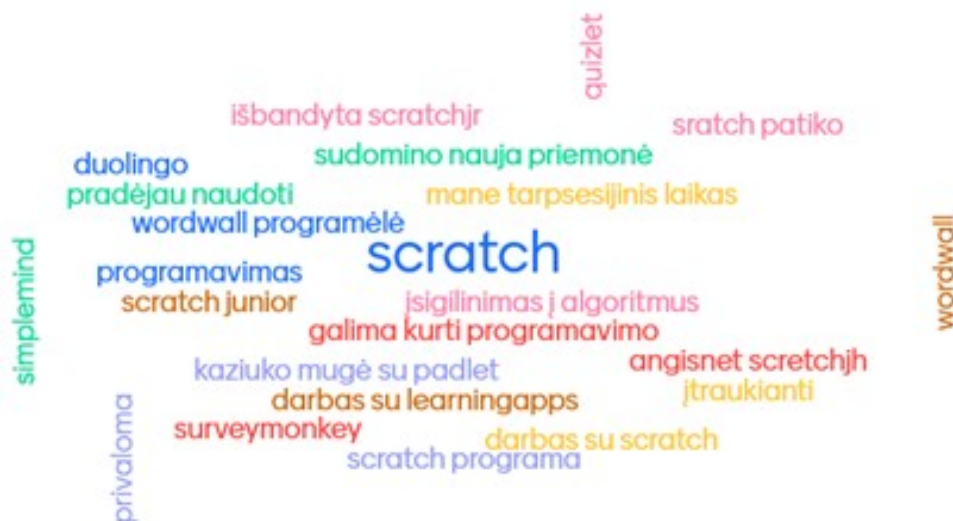 quizlet
išbandyta scratchjr
sratch patiko
sudomino nauja priemonė
duolingo
pradėjau naudoti
mane tarpsesijinis laikas
wordwall programėlė
scratch
wordwall
simplemind
programavimas
scratch junior
įsigilinimas į algoritmus
galima kurti programavimo
angisnet scretchjh
kaziuko mugė su padlet
įtraukianti
darbas su learningapps
privaloma
surveymonkey
darbas su scratch
scratch programa